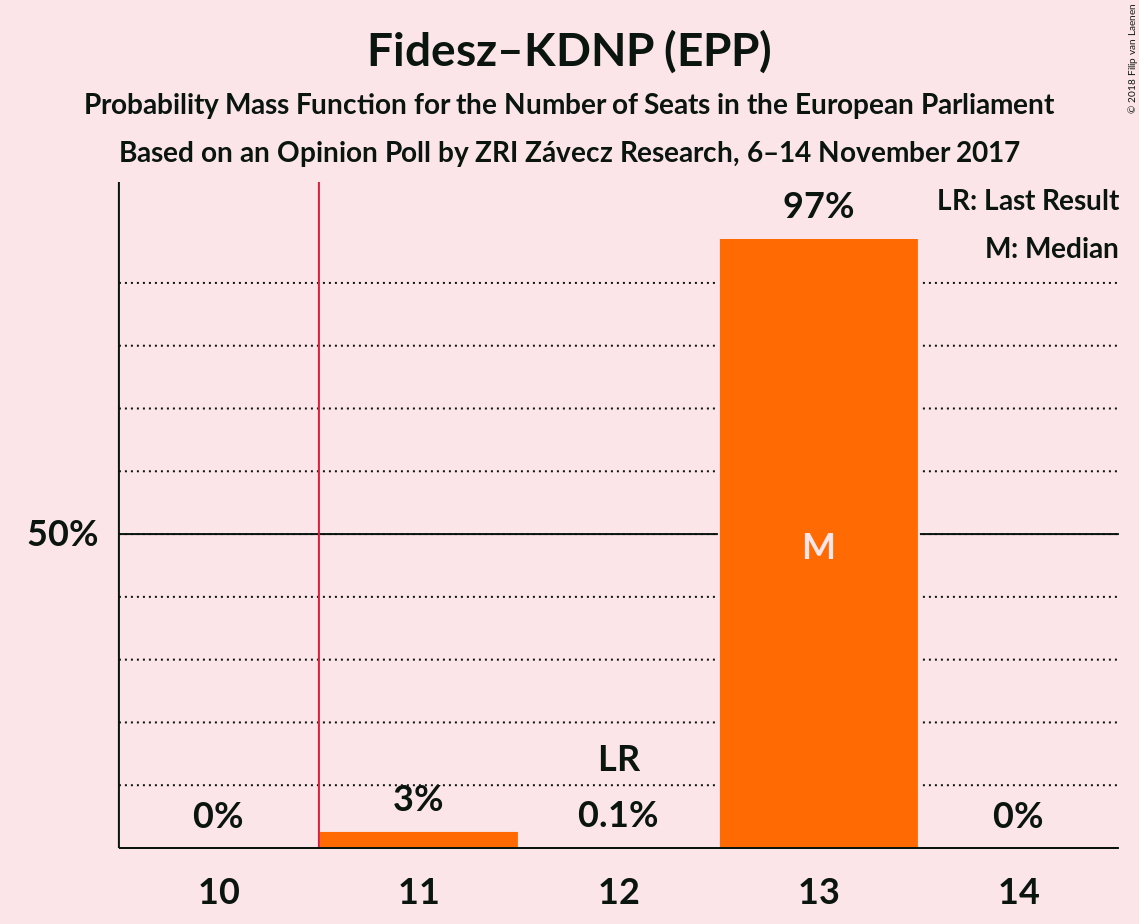 Fidesz–KDNP (EPP)
Probability Mass Function for the Number of Seats in the European Parliament
Based on an Opinion Poll by ZRI Závecz Research, 6–14 November 2017
© 2018 Filip van Laenen
LR: Last Result
M: Median
97%
50%
M
LR
0%
3%
0.1%
0%
10
11
12
13
14